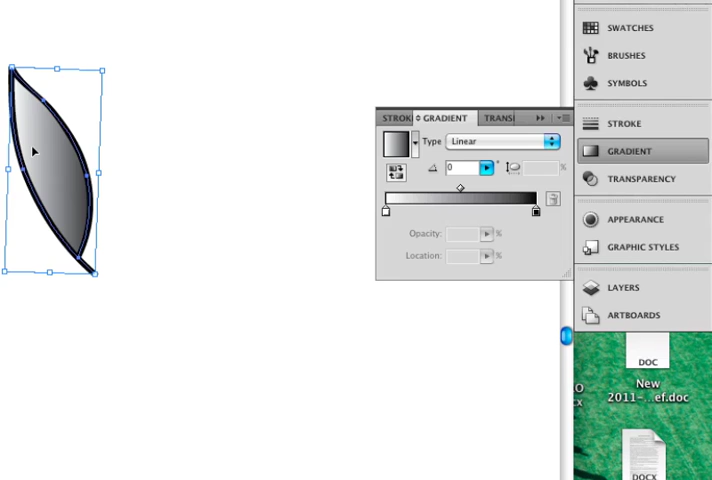 SWATCHES
BRUSHES
SYMBOLS
STROK
GRADIENT
TRANSI
STROKE
Type
Linear
GRADIENT
0
°
%
TRANSPARENCY
APPEARANCE
Opacity:
%
GRAPHIC STYLES
Location:
%
LAYERS
ARTBOARDS
DOC
New
2011-...ef.doc
DOCX